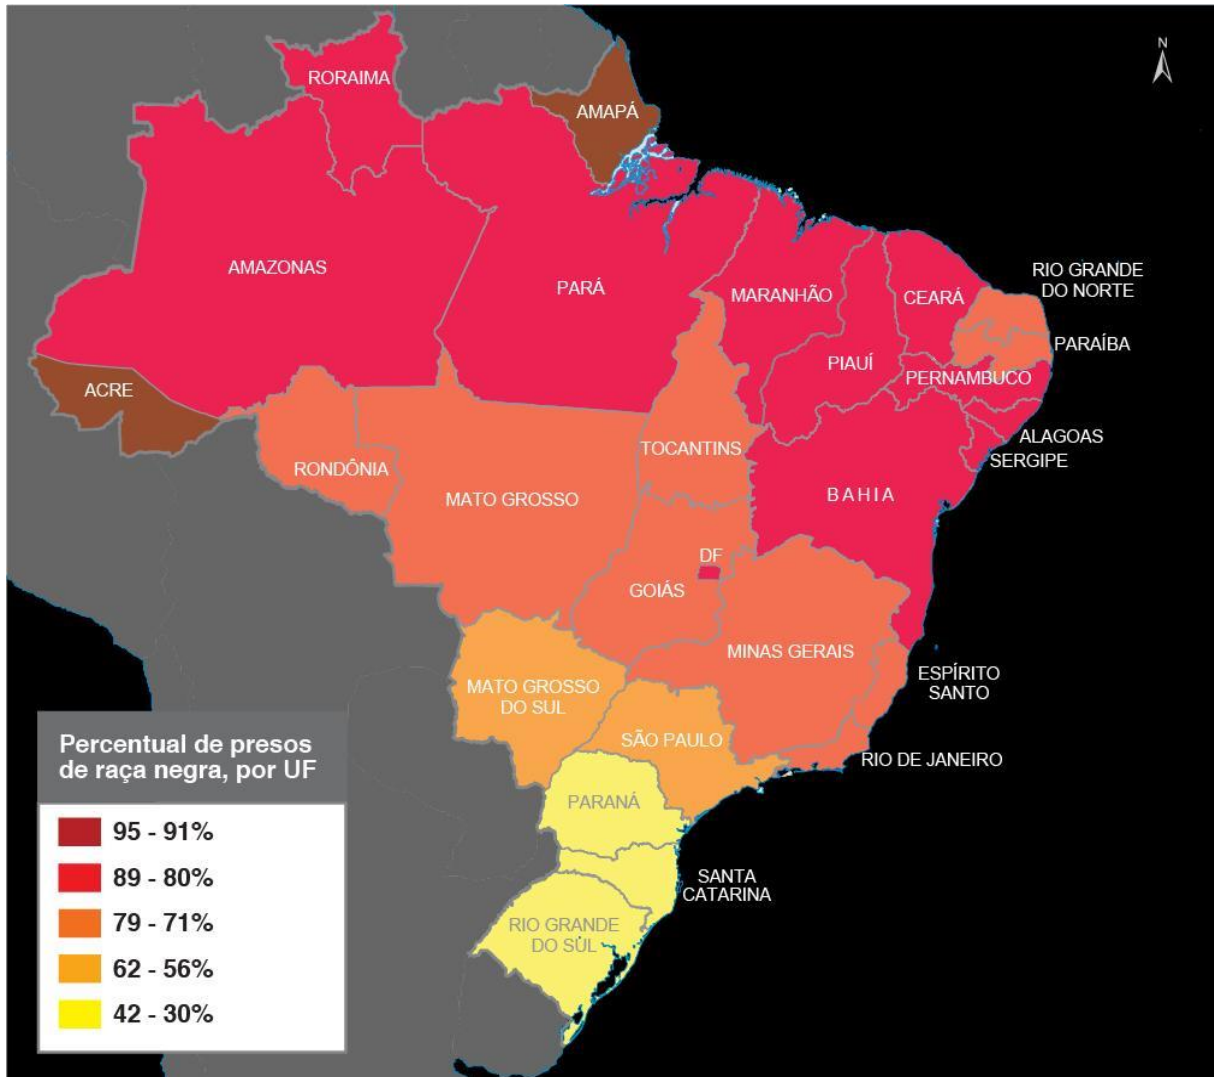 N
RORAIMA
AMAPÁ
AMAZONAS
PARÁ
MARANHÃO
CEARÁ
RIO GRANDE
DO NORTE
PARAÍBA
PIAUÍ
PERNAMBUCO
ACRE
ALAGOAS
SERGIPE
TOCANTINS
RONDÔNIA
MATO GROSSO
BAHIA
DF
GOIÁS
MINAS GERAIS
ESPÍRITO
SANTO
MATO GROSSO
DO SUL
SÃO PAULO
RIO DE JANEIRO
PARANÁ
SANTA
CATARINA
RIO GRANDE
DO SUL
Percentual de presos
de raça negra, por UF
95 - 91%
89 - 80%
79 - 71%
62 - 56%
42 - 30%